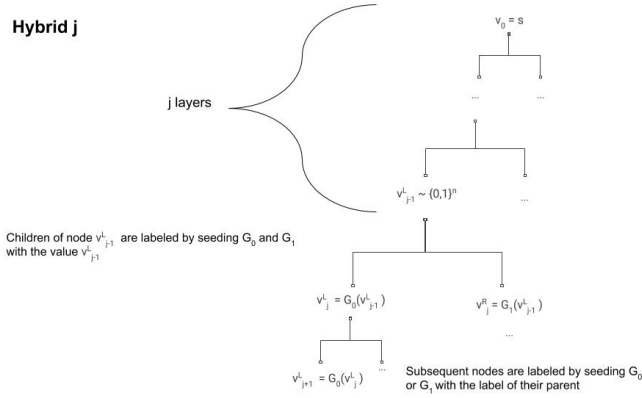 Hybrid j
v₀ = s
j layers
... ...
vᴸⱼ₋₁ ~ {0,1}ⁿ
...
Children of node vᴸⱼ₋₁ are labeled by seeding G₀ and G₁
with the value vᴸⱼ₋₁
vᴸⱼ = G₀(vᴸⱼ₋₁) vᴿⱼ = G₁(vᴸⱼ₋₁)
...
...
vᴸⱼ₊₁ = G₀(vᴸⱼ)
Subsequent nodes are labeled by seeding G₀
or G₁ with the label of their parent